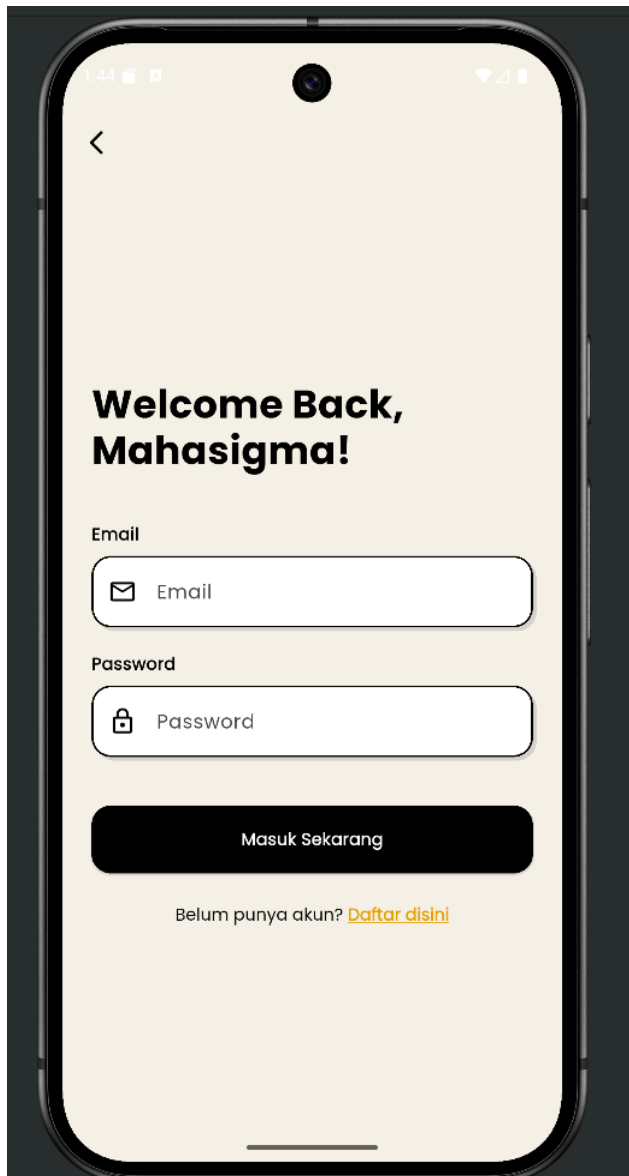 1:44
Welcome Back,
Mahasigma!
Email
Email
Password
Password
Masuk Sekarang
Belum punya akun? Daftar disini